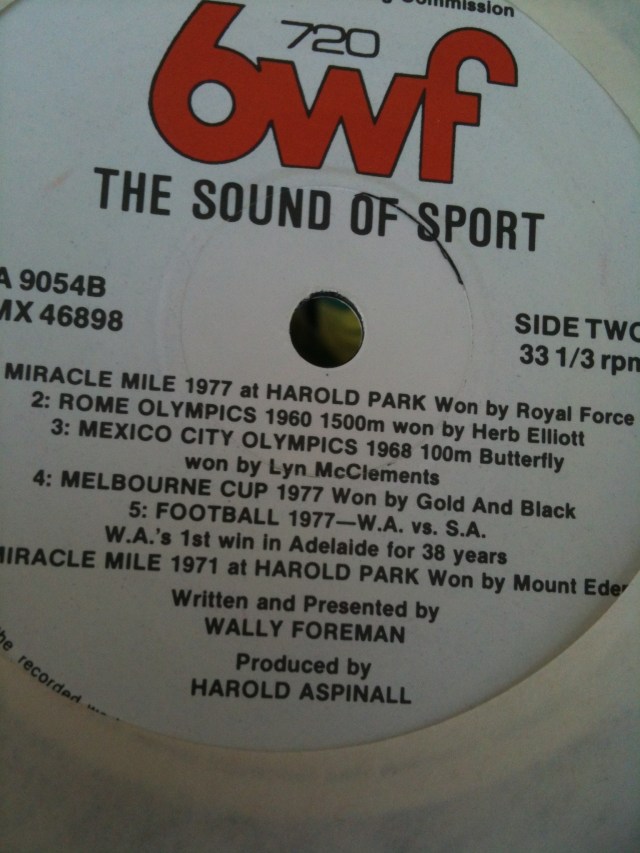 Commission
720
6wf
THE SOUND OF SPORT
A 9054B
MX 46898
SIDE TWO
33 1/3 rpm
MIRACLE MILE 1977 at HAROLD PARK Won by Royal Force
2: ROME OLYMPICS 1960 1500m won by Herb Elliott
3: MEXICO CITY OLYMPICS 1968 100m Butterfly
won by Lyn McClements
4: MELBOURNE CUP 1977 Won by Gold And Black
5: FOOTBALL 1977—W.A. vs. S.A.
W.A.'s 1st win in Adelaide for 38 years
MIRACLE MILE 1971 at HAROLD PARK Won by Mount Eden
Written and Presented by
WALLY FOREMAN
Produced by
HAROLD ASPINALL
the recorded